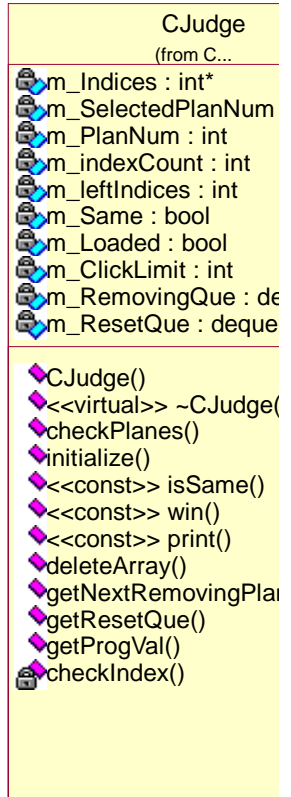 CJudge
(from C...
m_Indices : int*
m_SelectedPlanNum
m_PlanNum : int
m_indexCount : int
m_leftIndices : int
m_Same : bool
m_Loaded : bool
m_ClickLimit : int
m_RemovingQue : de
m_ResetQue : deque
CJudge()
<<virtual>> ~CJudge(
checkPlanes()
initialize()
<<const>> isSame()
<<const>> win()
<<const>> print()
deleteArray()
getNextRemovingPlan
getResetQue()
getProgVal()
checkIndex()